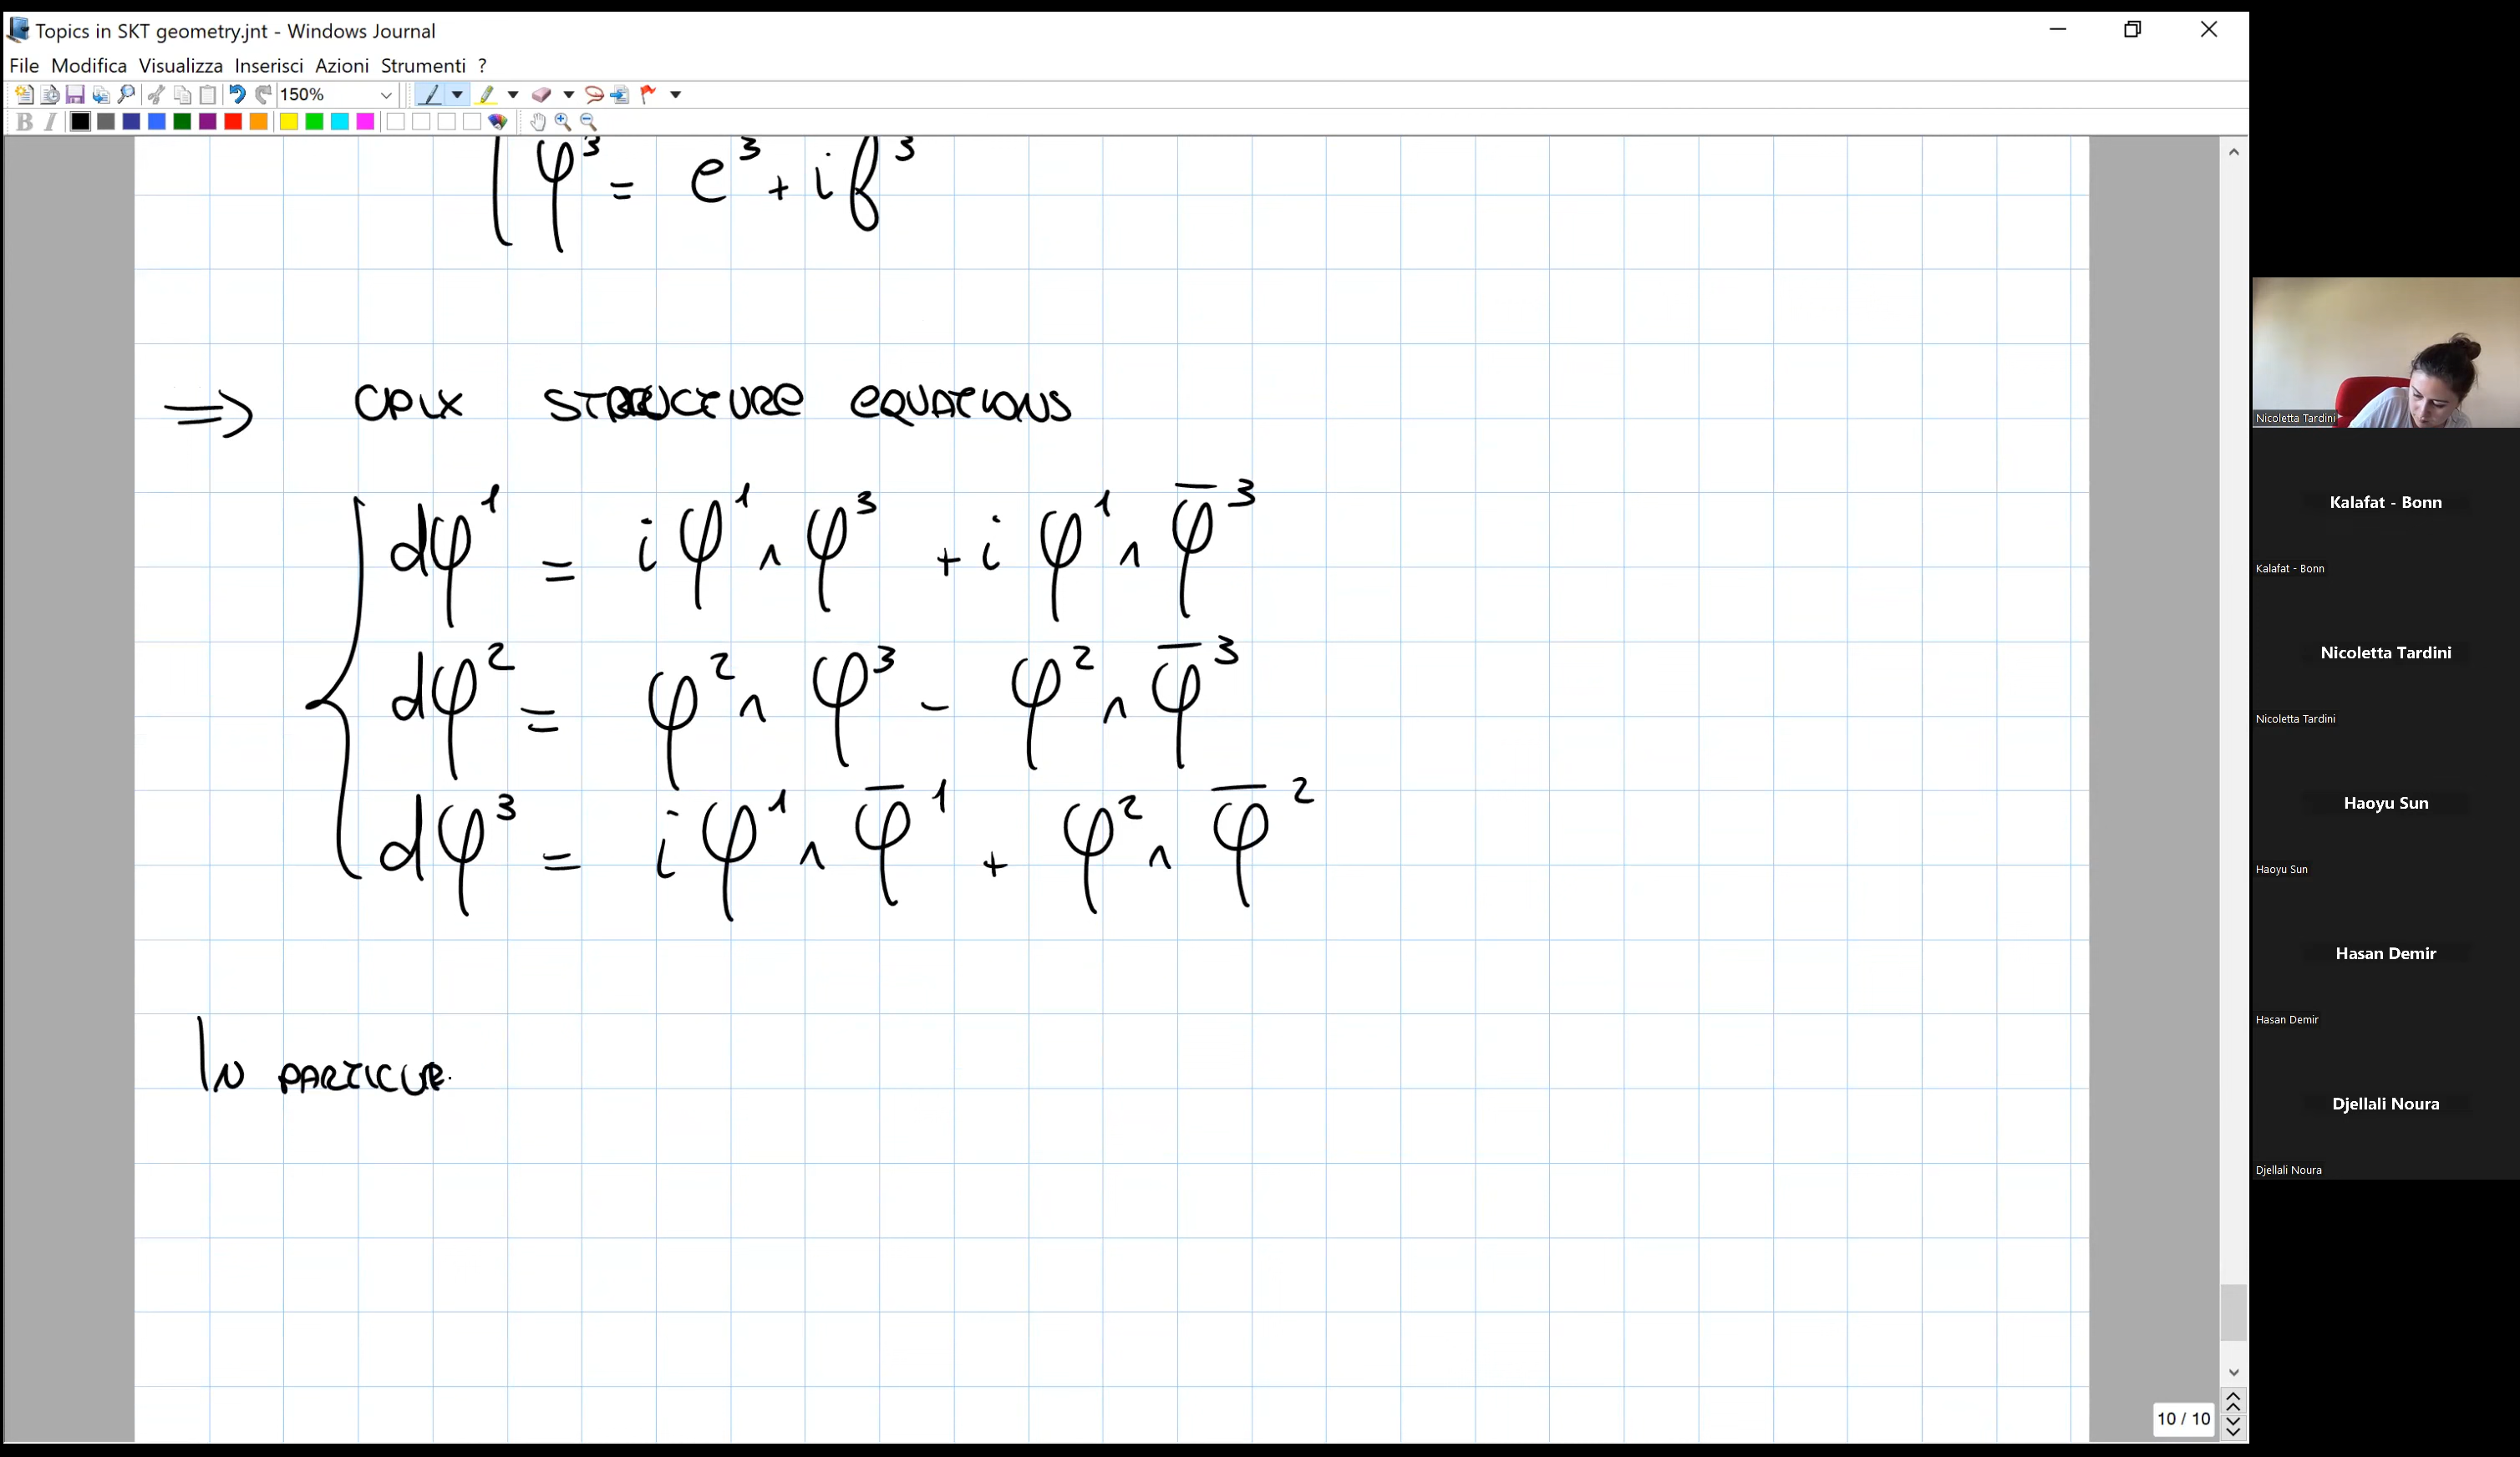 Topics in SKT geometry.jnt - Windows Journal
File Modifica Visualizza Inserisci Azioni Strumenti ?
150%
B I
φ³ = e³ + i f³
⇒ CPLX STRUCTURE EQUATIONS
dφ¹ = i φ¹ ∧ φ³ + i φ¹ ∧ φ̅³
dφ² = φ² ∧ φ³ - φ² ∧ φ̅³
dφ³ = i φ¹ ∧ φ̅¹ + φ² ∧ φ̅²
IN PARTICUR
10 / 10
Nicoletta Tardini
Kalafat - Bonn
Kalafat - Bonn
Nicoletta Tardini
Nicoletta Tardini
Haoyu Sun
Haoyu Sun
Hasan Demir
Hasan Demir
Djellali Noura
Djellali Noura